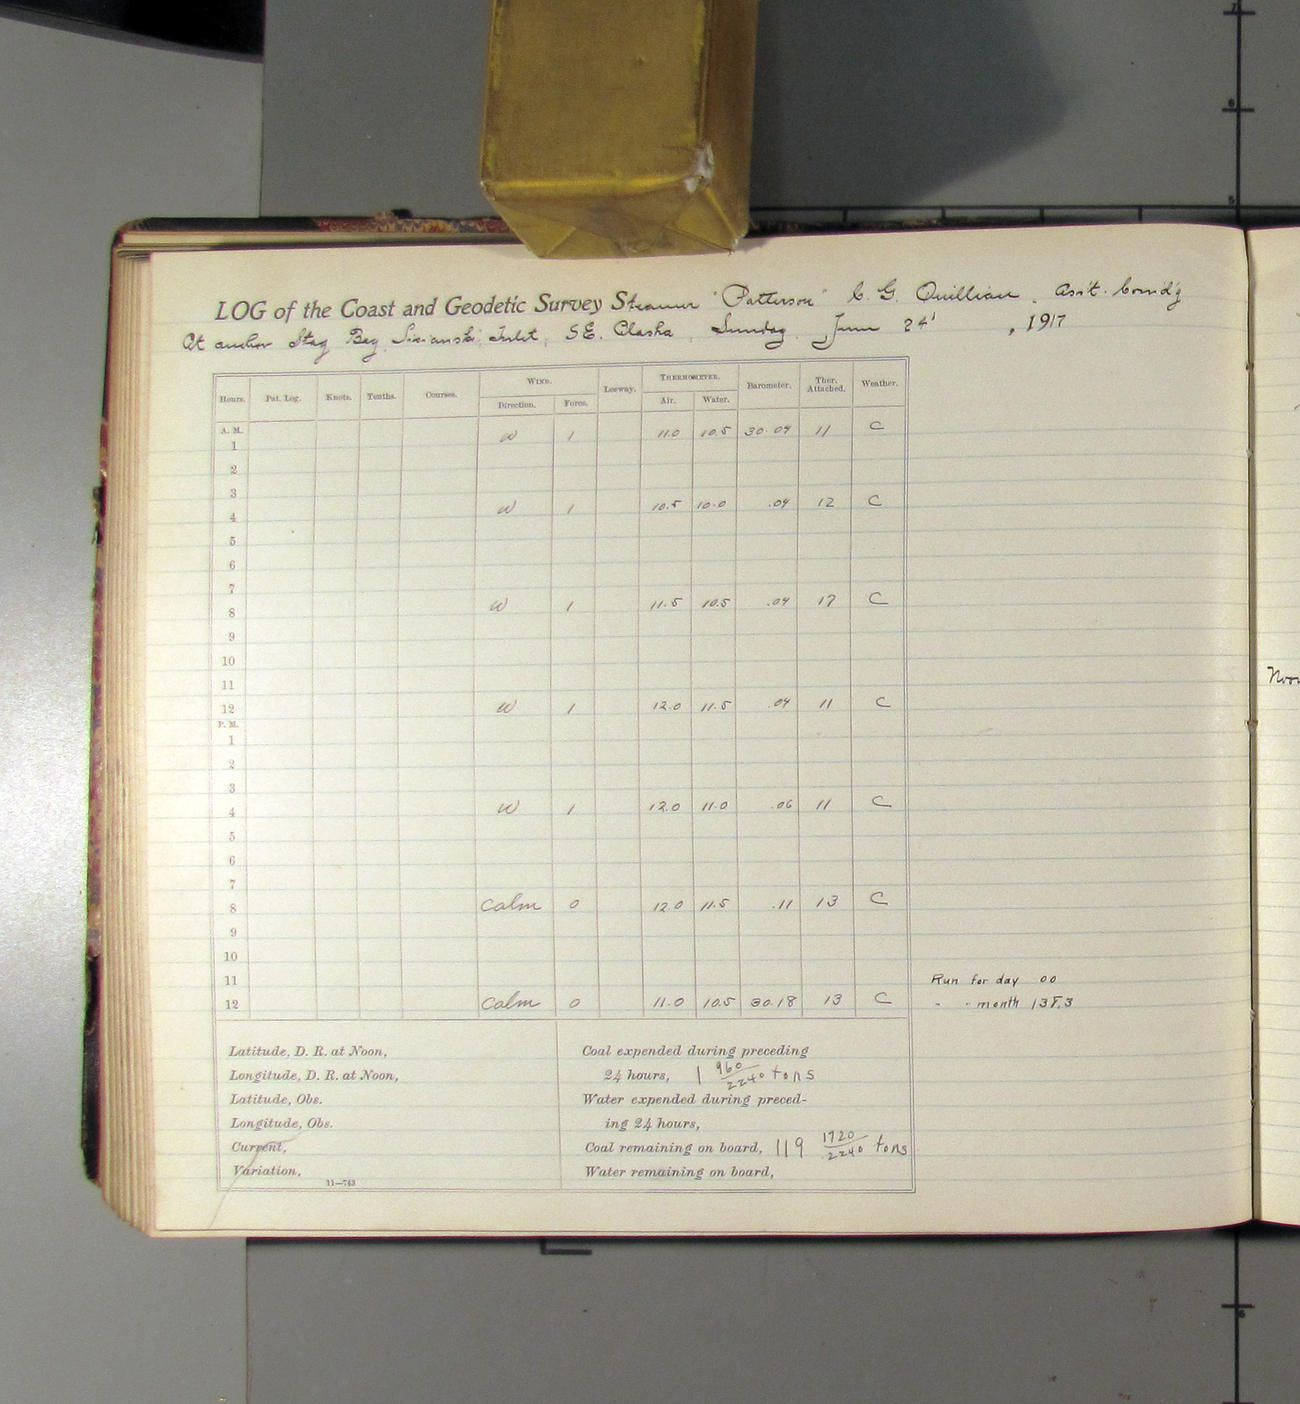 LOG of the Coast and Geodetic Survey Steamer "Patterson" C. G. Quillian, Ass't. Comd'g
At anchor Stag Bay, Lisianski Inlet, S.E. Alaska, Sunday, June 24, 1917
Hours. Pat. Log. Knots. Tenths. Courses. WIND. Leeway. THERMOMETER. Barometer. Ther. Attached. Weather.
Direction. Force. Air. Water.
A. M.
1 W 1 11.0 10.5 30.04 11 C
2
3
4 W 1 10.5 10.0 .04 12 C
5
6
7
8 W 1 11.5 10.5 .04 17 C
9
10
11
12 W 1 12.0 11.5 .04 11 C
P. M.
1
2
3
4 W 1 12.0 11.0 .06 11 C
5
6
7
8 Calm 0 12.0 11.5 .11 13 C
9
10
11 Run for day 00
12 Calm 0 11.0 10.5 30.18 13 C " " month 138.3
Latitude, D. R. at Noon,
Longitude, D. R. at Noon,
Latitude, Obs.
Longitude, Obs.
Current,
Variation,
11—743
Coal expended during preceding
24 hours, 1 960/2240 tons
Water expended during preced-
ing 24 hours,
Coal remaining on board, 119 1720/2240 tons
Water remaining on board,